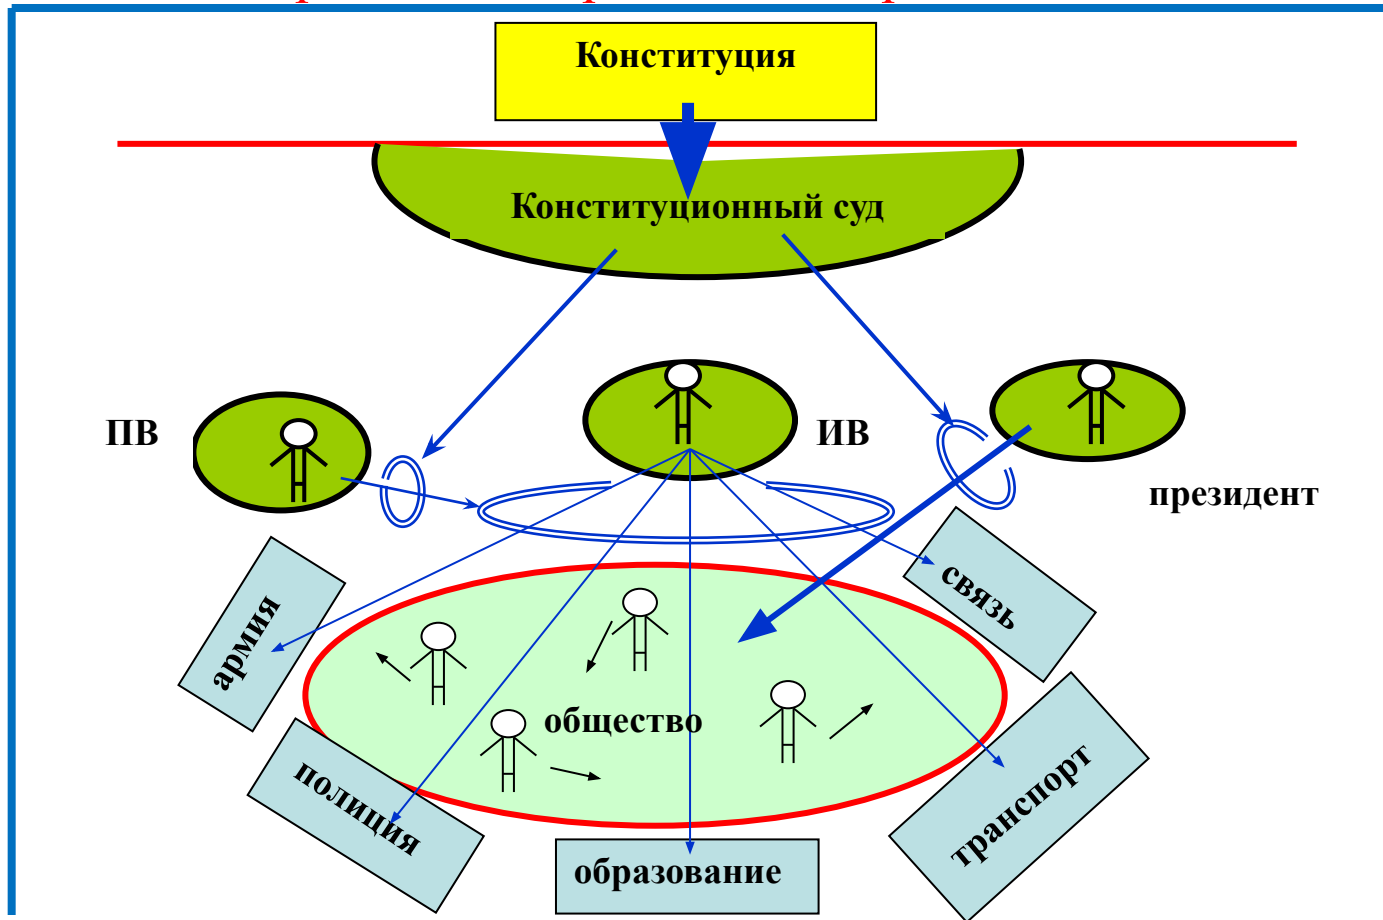 Конституция
Конституционный суд
ПВ
ИВ
президент
армия
связь
общество
полиция
транспорт
образование